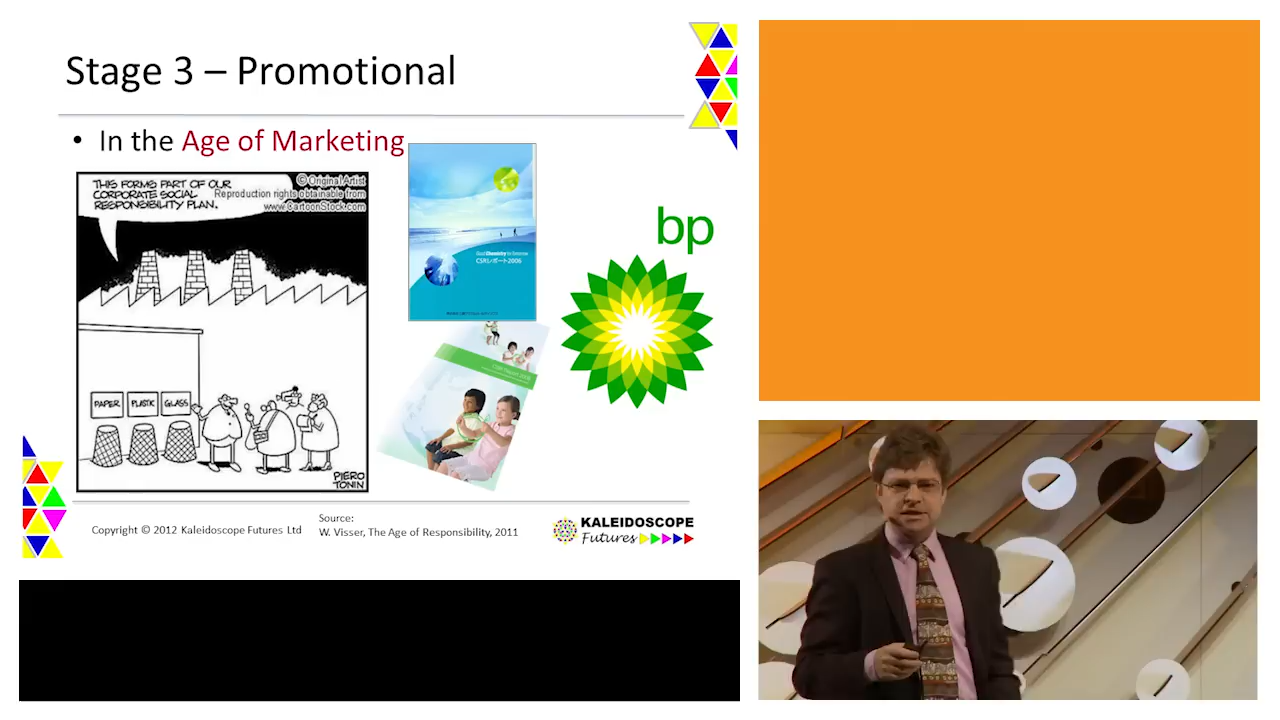 Stage 3 – Promotional
• In the Age of Marketing
THIS FORMS PART OF OUR
CORPORATE SOCIAL
RESPONSIBILITY PLAN.
© Original Artist
Reproduction rights obtainable from
www.CartoonStock.com
PAPER
PLASTIK
GLASS
PIERO
TONIN
CSRレポート2006
bp
Copyright © 2012 Kaleidoscope Futures Ltd
Source:
W. Visser, The Age of Responsibility, 2011
KALEIDOSCOPE
Futures